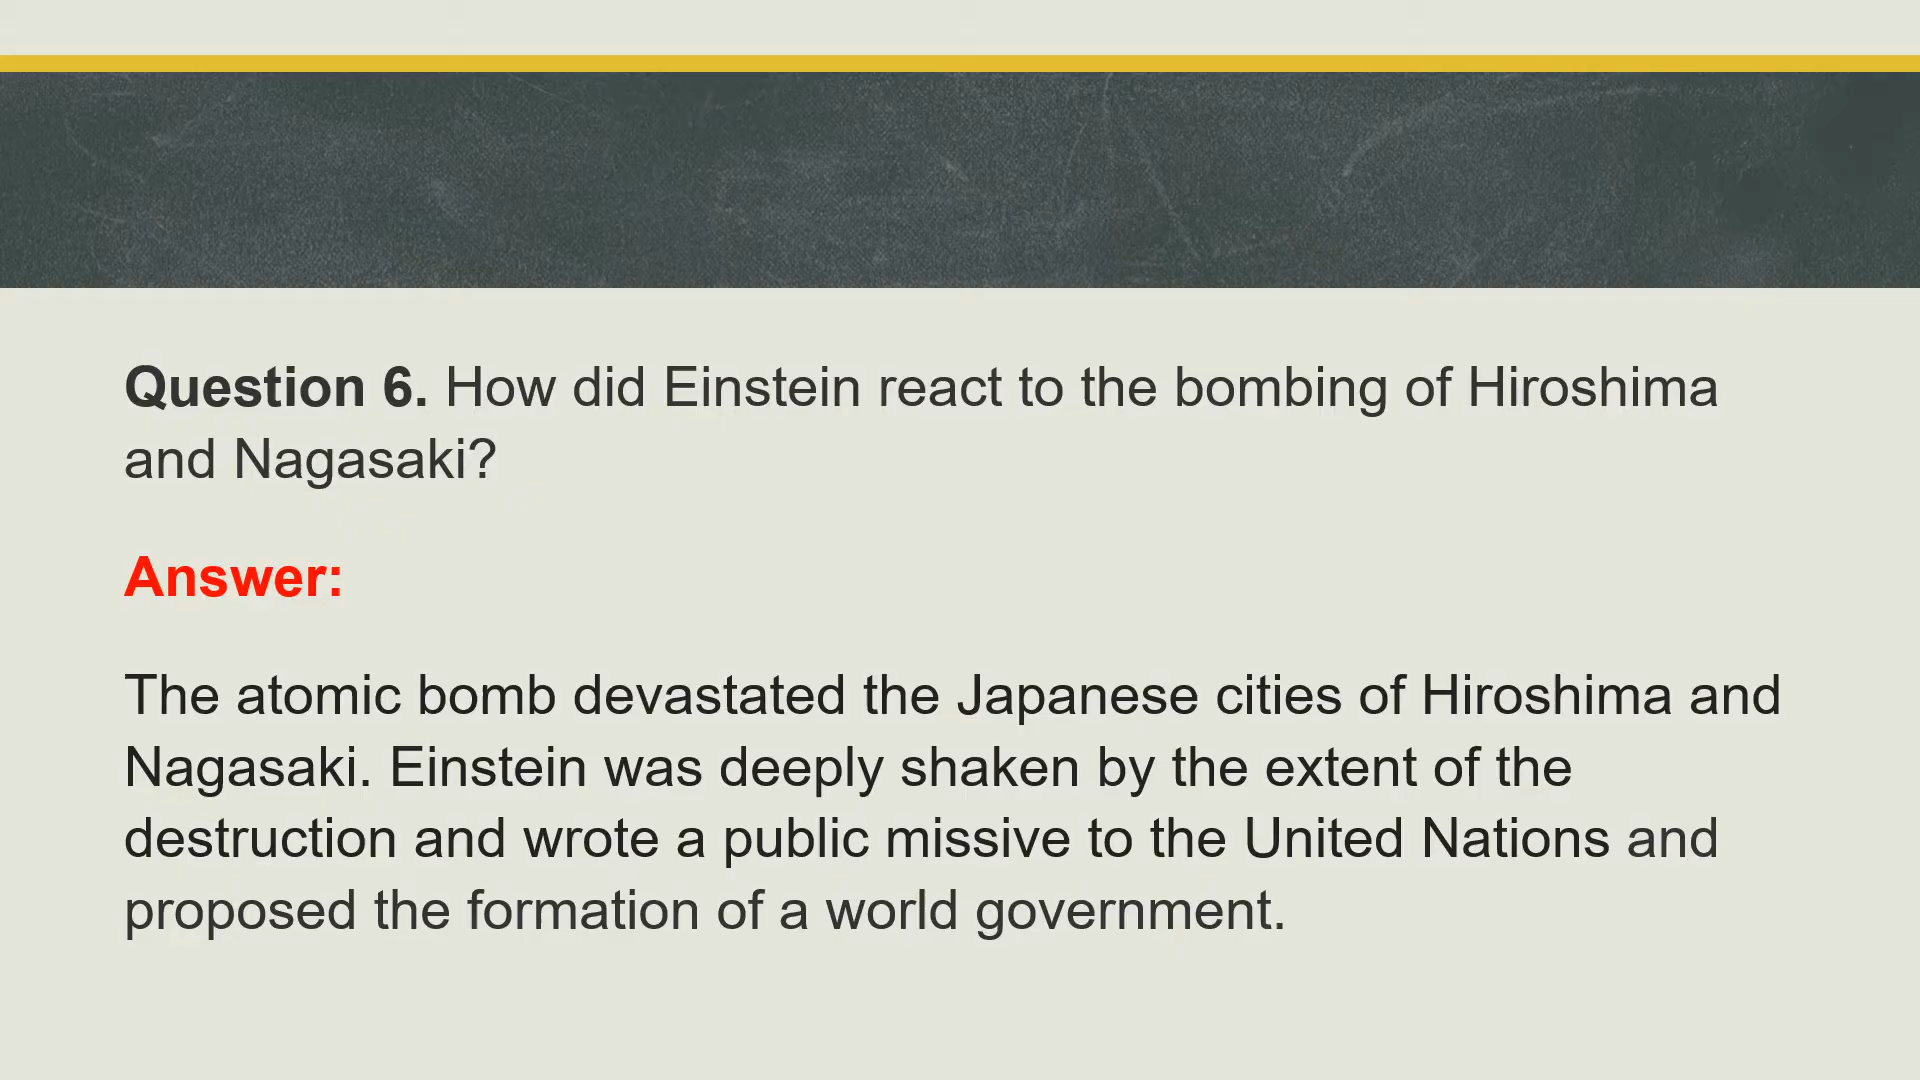 Question 6. How did Einstein react to the bombing of Hiroshima
and Nagasaki?
Answer:
The atomic bomb devastated the Japanese cities of Hiroshima and
Nagasaki. Einstein was deeply shaken by the extent of the
destruction and wrote a public missive to the United Nations and
proposed the formation of a world government.